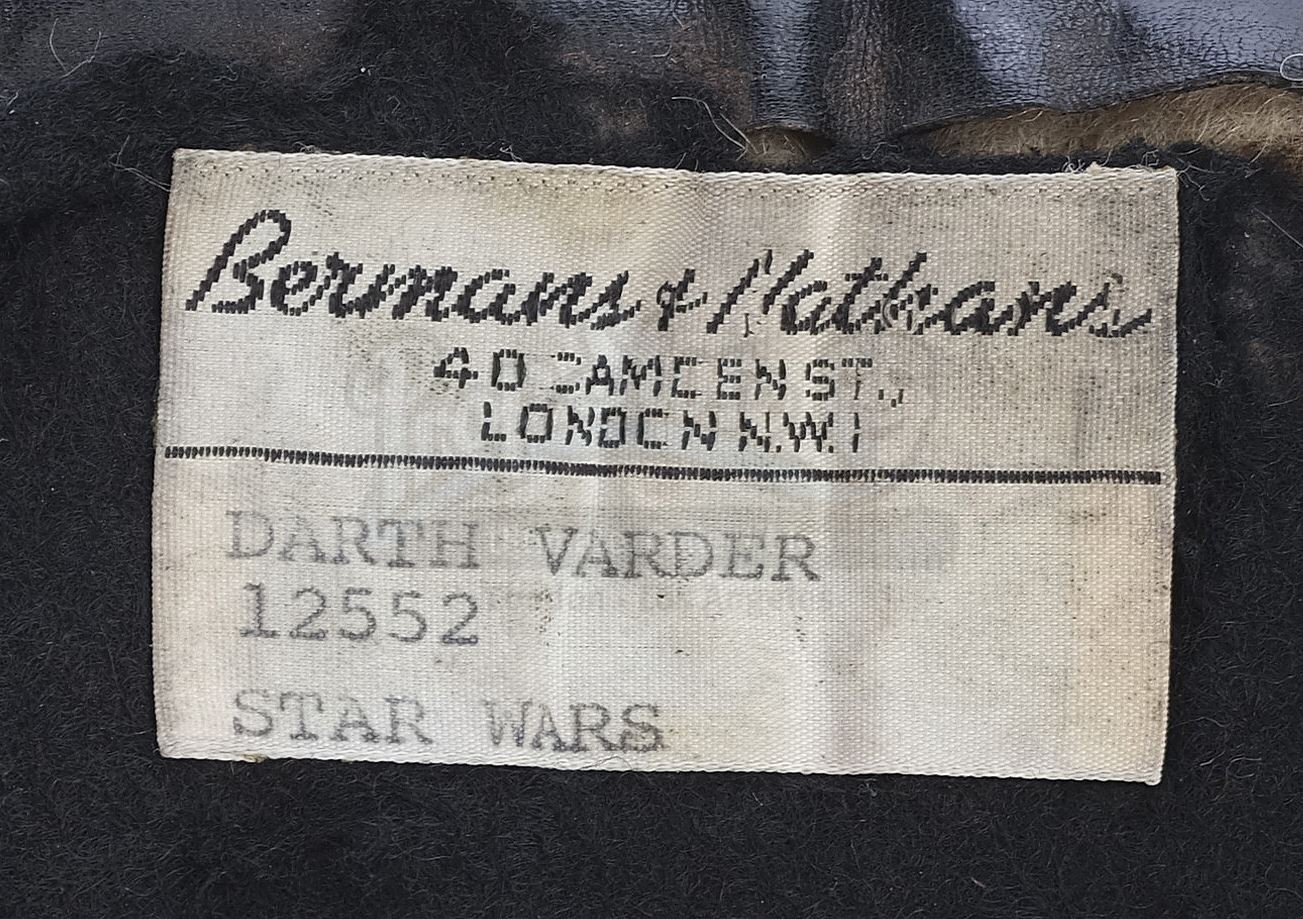 Bermans & Nathans
40 CAMDEN ST.,
LONDON N.W.1
DARTH VARDER
12552
STAR WARS